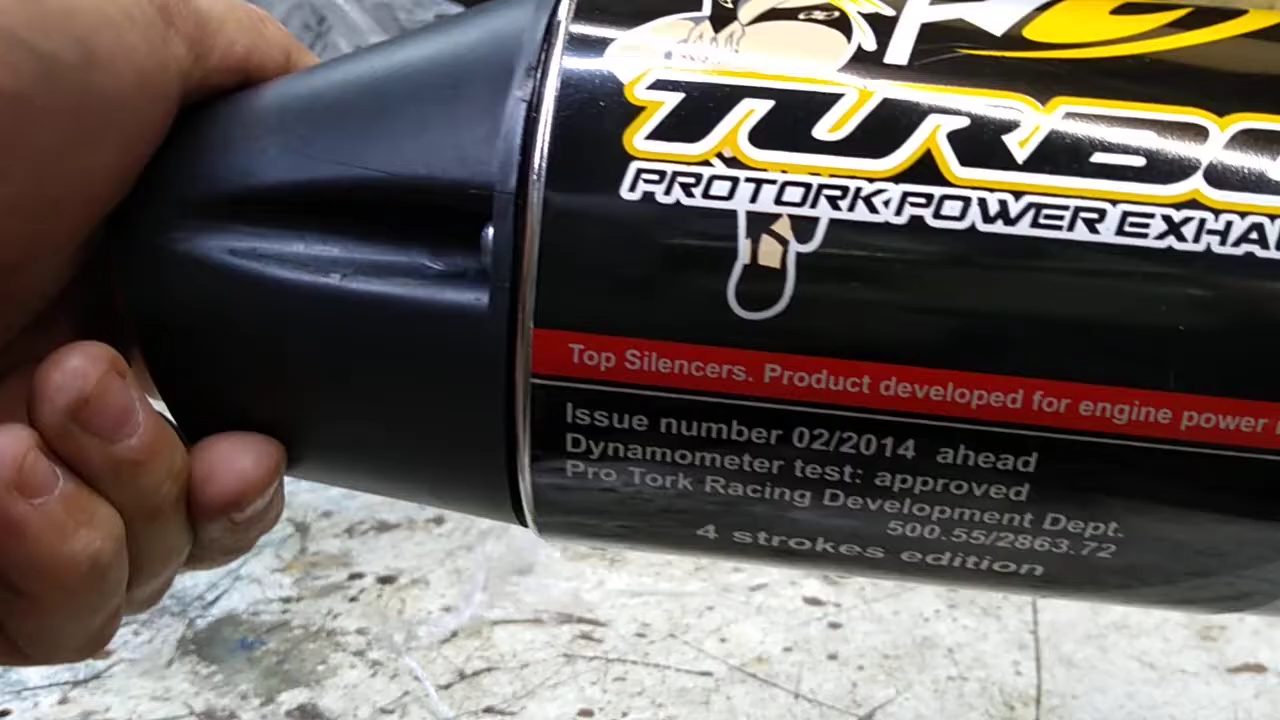 TURBO
PROTORK POWER
Top Silencers. Product developed for engine power
Issue number 02/2014 ahead
Dynamometer test: approved
Pro Tork Racing Development Dept.
500.55/2863.72
4 strokes edition